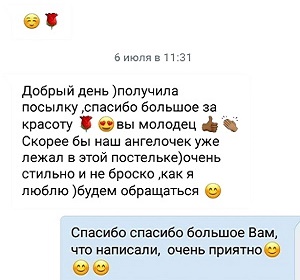 ☺️🌹
6 июля в 11:31
Добрый день )получила
посылку ,спасибо большое за
красоту 🌹😍вы молодец 👍🏾👏🏼
Скорее бы наш ангелочек уже
лежал в этой постельке)очень
стильно и не броско ,как я
люблю )будем обращаться 😊
Спасибо спасибо большое Вам,
что написали, очень приятно😊
😊😊